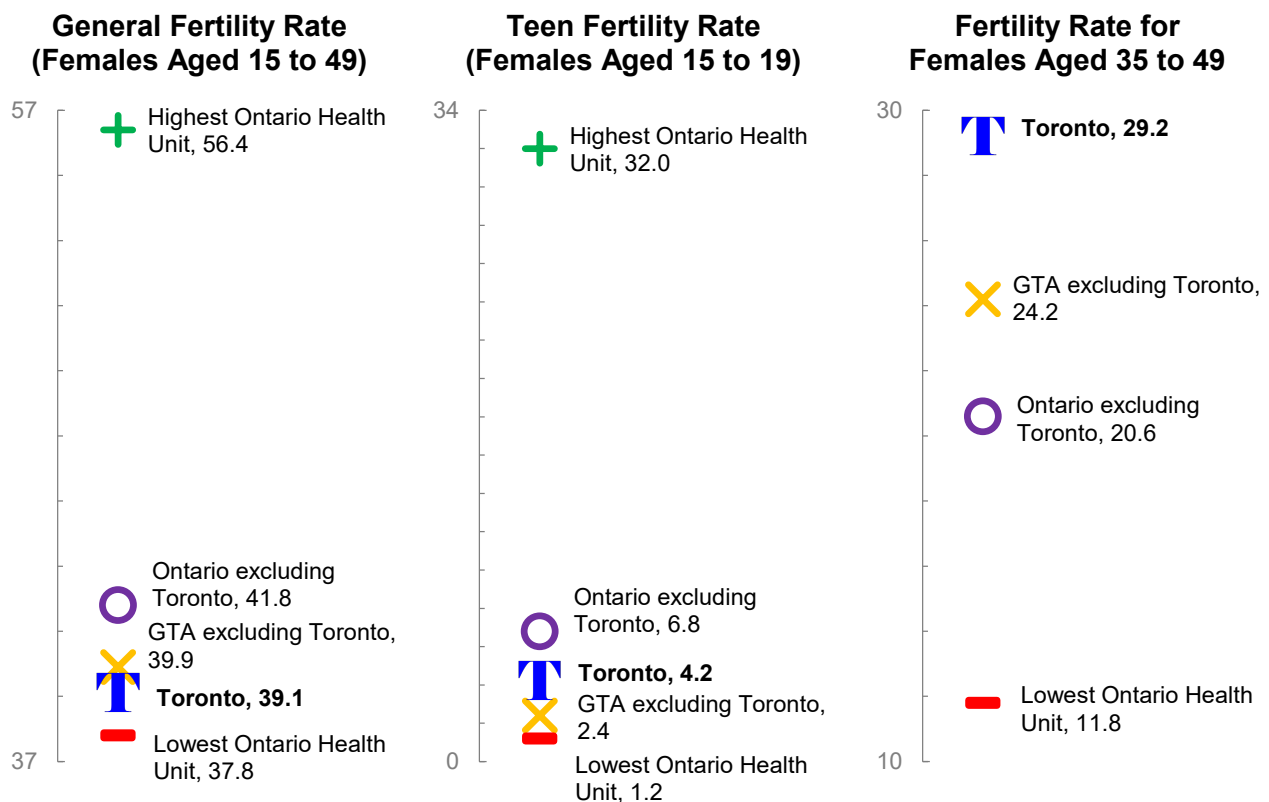 General Fertility Rate
(Females Aged 15 to 49)
57
Highest Ontario Health
Unit, 56.4
Ontario excluding
Toronto, 41.8
GTA excluding Toronto,
39.9
T
Toronto, 39.1
Lowest Ontario Health
Unit, 37.8
37
Teen Fertility Rate
(Females Aged 15 to 19)
34
Highest Ontario Health
Unit, 32.0
Ontario excluding
Toronto, 6.8
T
Toronto, 4.2
GTA excluding Toronto,
2.4
Lowest Ontario Health
Unit, 1.2
0
Fertility Rate for
Females Aged 35 to 49
30
T
Toronto, 29.2
GTA excluding Toronto,
24.2
Ontario excluding
Toronto, 20.6
Lowest Ontario Health
Unit, 11.8
10